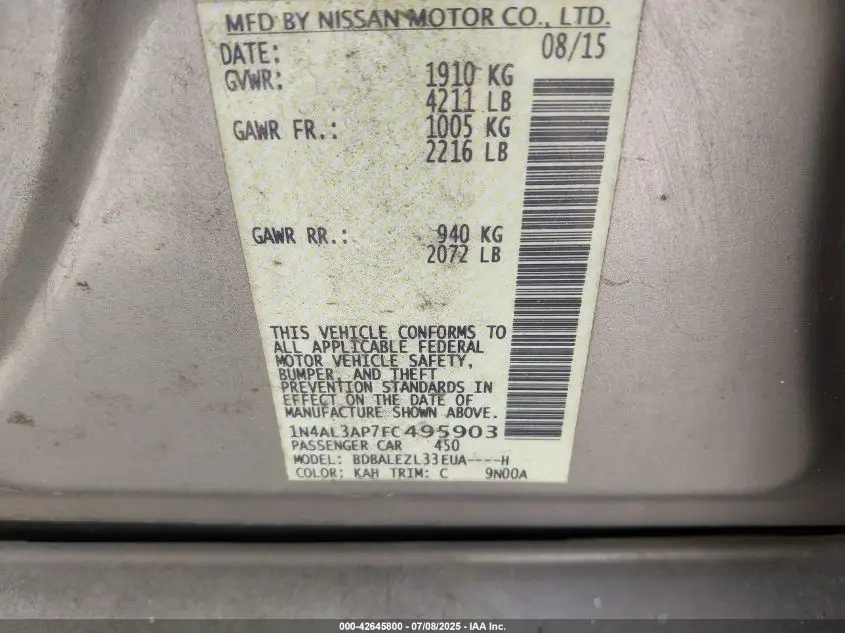 MFD BY NISSAN MOTOR CO., LTD.
DATE: 08/15
GVWR: 1910 KG
4211 LB
GAWR FR.: 1005 KG
2216 LB
GAWR RR.: 940 KG
2072 LB
THIS VEHICLE CONFORMS TO
ALL APPLICABLE FEDERAL
MOTOR VEHICLE SAFETY,
BUMPER, AND THEFT
PREVENTION STANDARDS IN
EFFECT ON THE DATE OF
MANUFACTURE SHOWN ABOVE.
1N4AL3AP7FC495903
PASSENGER CAR 450
MODEL: BDBALEZL33EUA----H
COLOR: KAH TRIM: C 9N00A
000-42645800 - 07/08/2025 - IAA Inc.